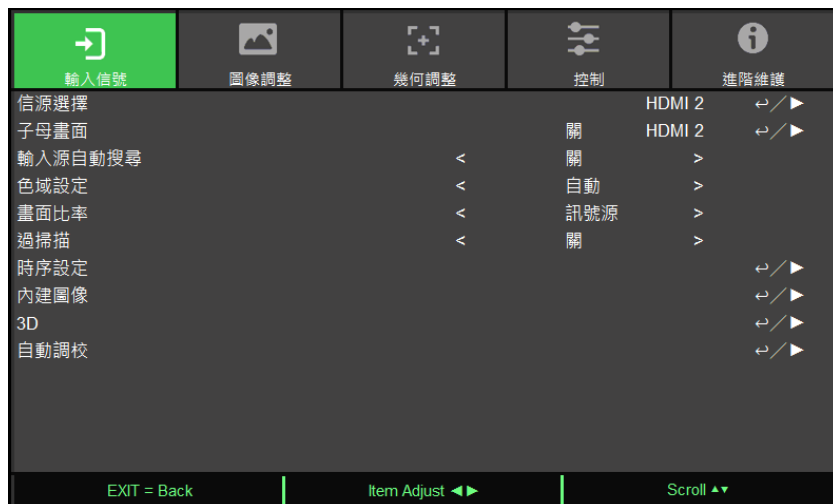 輸入信號 圖像調整 幾何調整 控制 進階維護
信源選擇 HDMI 2 ↩/▶
子母畫面 關 HDMI 2 ↩/▶
輸入源自動搜尋 < 關 >
色域設定 < 自動 >
畫面比率 < 訊號源 >
過掃描 < 關 >
時序設定 ↩/▶
內建圖像 ↩/▶
3D ↩/▶
自動調校 ↩/▶
EXIT = Back Item Adjust ◀▶ Scroll ▲▼